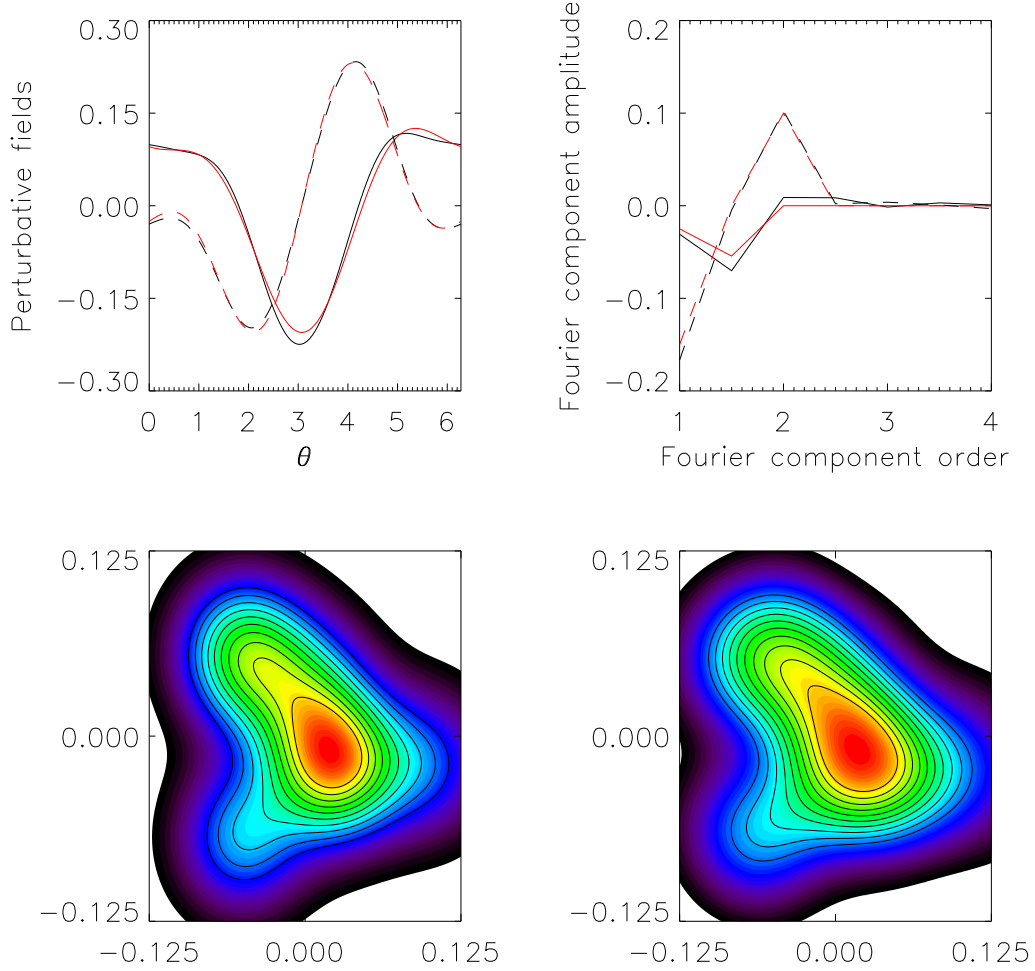 Perturbative fields
0.30
0.15
0.00
−0.15
−0.30
0 1 2 3 4 5 6
θ
Fourier component amplitude
0.2
0.1
0.0
−0.1
−0.2
1 2 3 4
Fourier component order
0.125
0.000
−0.125
−0.125 0.000 0.125
0.125
0.000
−0.125
−0.125 0.000 0.125